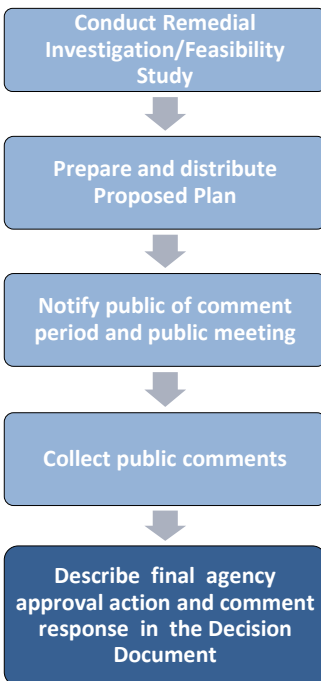 Conduct Remedial
Investigation/Feasibility
Study
Prepare and distribute
Proposed Plan
Notify public of comment
period and public meeting
Collect public comments
Describe final agency
approval action and comment
response in the Decision
Document